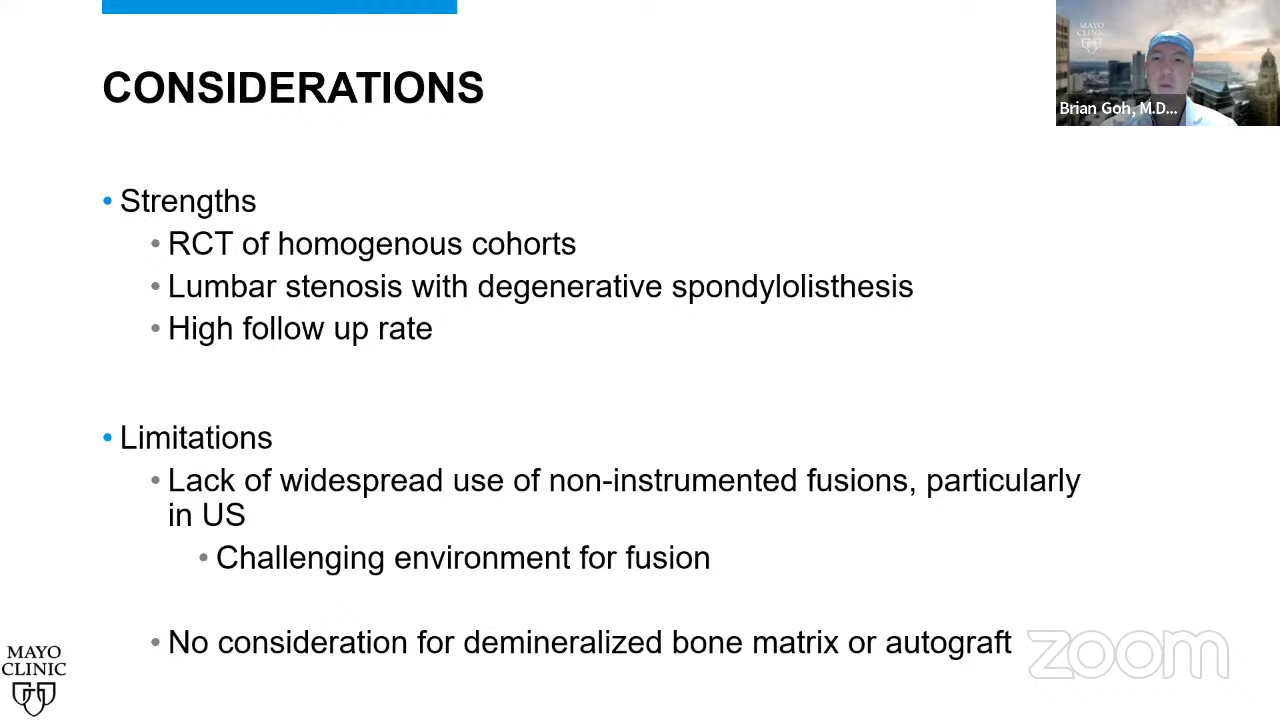 MAYO
CLINIC
Brian Goh, M.D...
CONSIDERATIONS
• Strengths
• RCT of homogenous cohorts
• Lumbar stenosis with degenerative spondylolisthesis
• High follow up rate
• Limitations
• Lack of widespread use of non-instrumented fusions, particularly
in US
• Challenging environment for fusion
• No consideration for demineralized bone matrix or autograft
MAYO
CLINIC
zoom